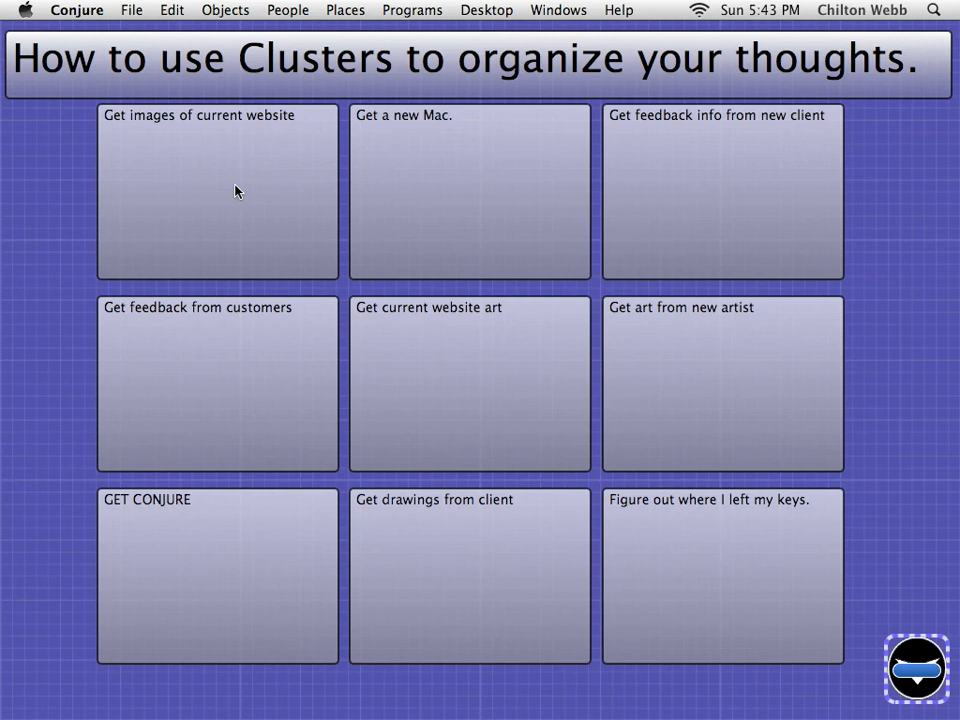 Conjure File Edit Objects People Places Programs Desktop Windows Help Sun 5:43 PM Chilton Webb
How to use Clusters to organize your thoughts.
Get images of current website
Get a new Mac.
Get feedback info from new client
Get feedback from customers
Get current website art
Get art from new artist
GET CONJURE
Get drawings from client
Figure out where I left my keys.